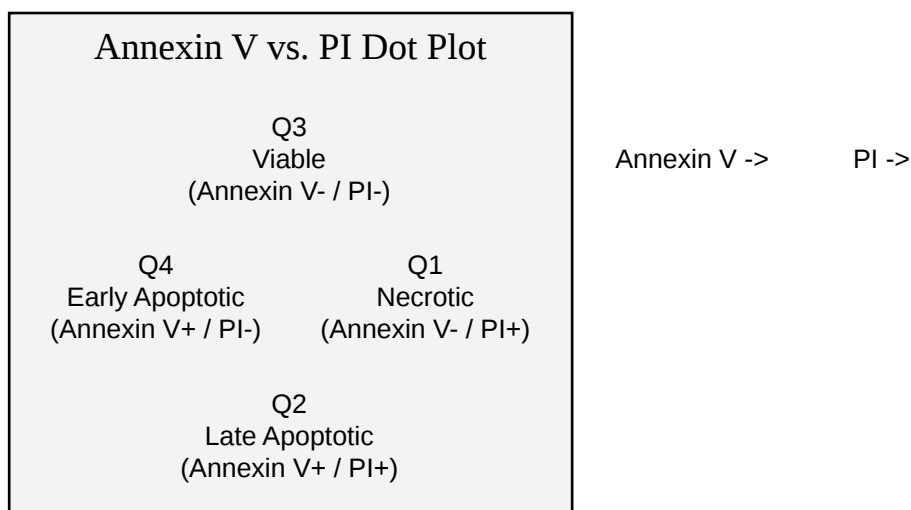 Annexin V vs. PI Dot Plot
Q3
Viable
(Annexin V- / PI-)
Annexin V ->
PI ->
Q4
Early Apoptotic
(Annexin V+ / PI-)
Q1
Necrotic
(Annexin V- / PI+)
Q2
Late Apoptotic
(Annexin V+ / PI+)